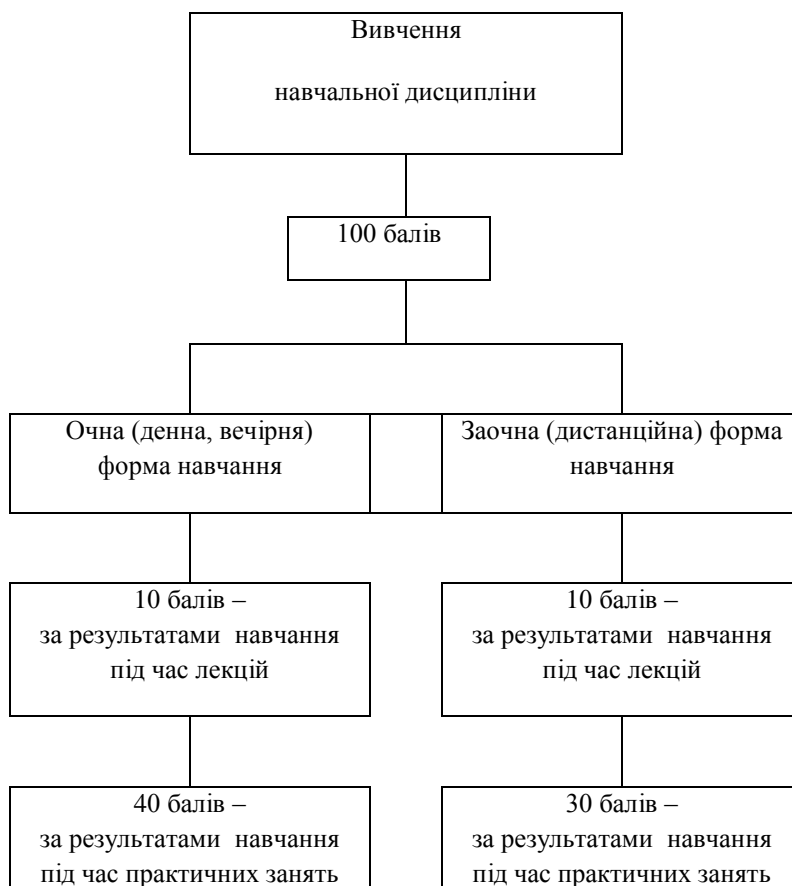 Вивчення
навчальної дисципліни
100 балів
Очна (денна, вечірня)
форма навчання
Заочна (дистанційна) форма
навчання
10 балів –
за результатами навчання
під час лекцій
10 балів –
за результатами навчання
під час лекцій
40 балів –
за результатами навчання
під час практичних занять
30 балів –
за результатами навчання
під час практичних занять